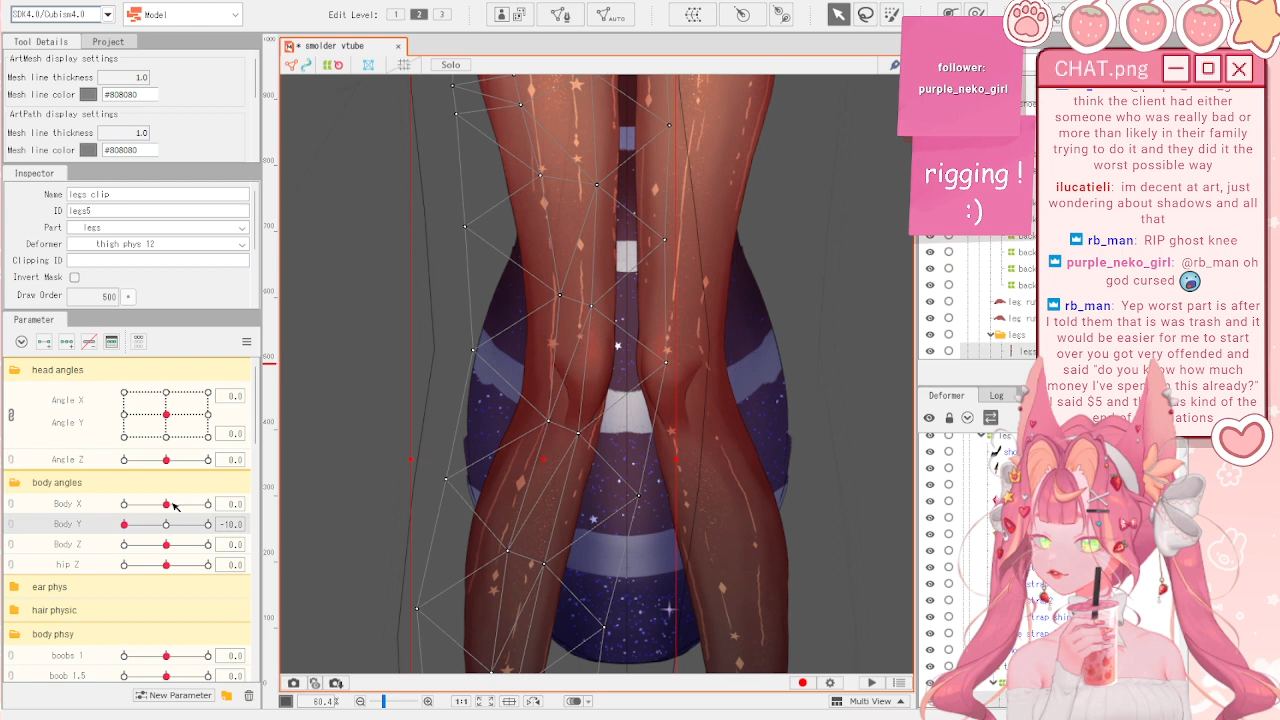 SDK4.0/Cubism4.0
Model
Edit Level: 1 2 3
AUTO
Tool Details
Project
* smolder vtube
Solo
ArtMesh display settings
Mesh line thickness 1.0
Mesh line color #808080
ArtPath display settings
Mesh line thickness 1.0
Mesh line color #808080
Inspector
Name legs clip
ID legs5
Part legs
Deformer thigh phys 12
Clipping ID
Invert Mask
Draw Order 500
Parameter
head angles
Angle X 0.0
Angle Y 0.0
Angle Z 0.0
body angles
Body X 0.0
Body Y -10.0
Body Z 0.0
hip Z 0.0
ear phys
hair physic
body phsy
boobs 1 0.0
boob 1.5 0.0
New Parameter
60.4%
1:1
Multi View
follower:
purple_neko_girl
rigging !
:)
back
back
back
legs
Deformer
Log
CHAT.png
think the client had either
someone who was really bad or
more than likely in their family
trying to do it and they did it the
worst possible way
ilucatieli: im decent at art, just
wondering about shadows and all
that
rb_man: RIP ghost knee
purple_neko_girl: @rb_man oh
god cursed
rb_man: Yep worst part is after
I told them that is was trash and it
would be easier for me to start
over you got very offended and
said "do you know how much